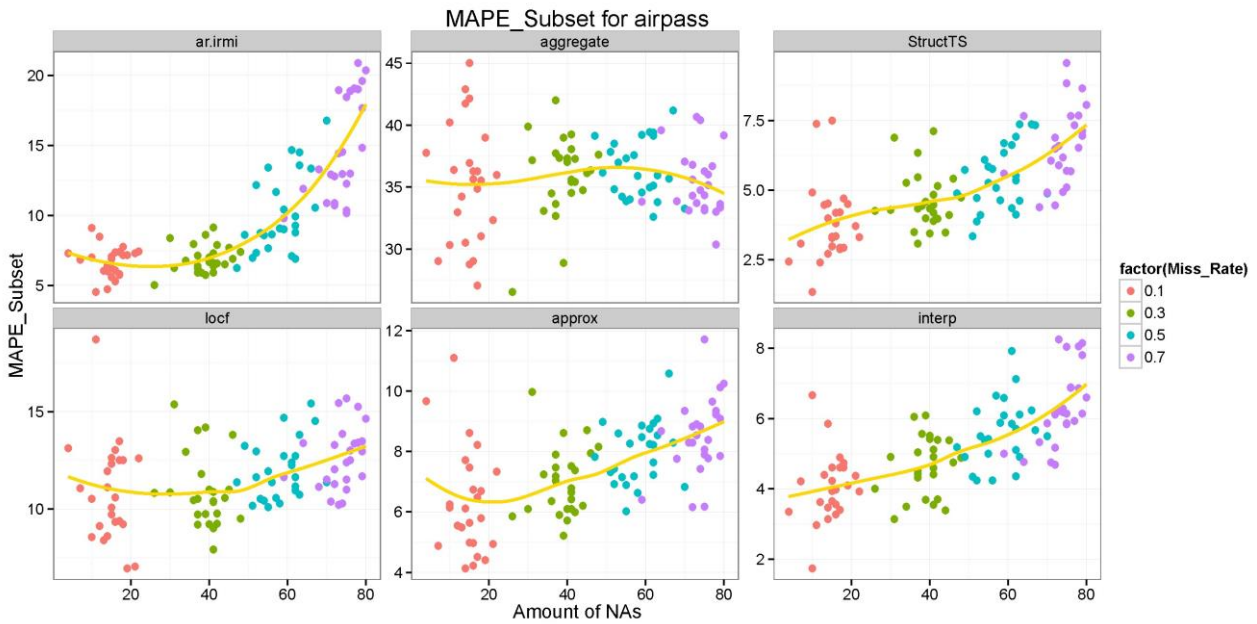 MAPE_Subset for airpass
ar.irmi
aggregate
StructTS
20
15
10
5
45
40
35
30
7.5
5.0
2.5
locf
approx
interp
15
10
12
10
8
6
4
8
6
4
2
20 40 60 80
20 40 60 80
20 40 60 80
MAPE_Subset
Amount of NAs
factor(Miss_Rate)
0.1
0.3
0.5
0.7